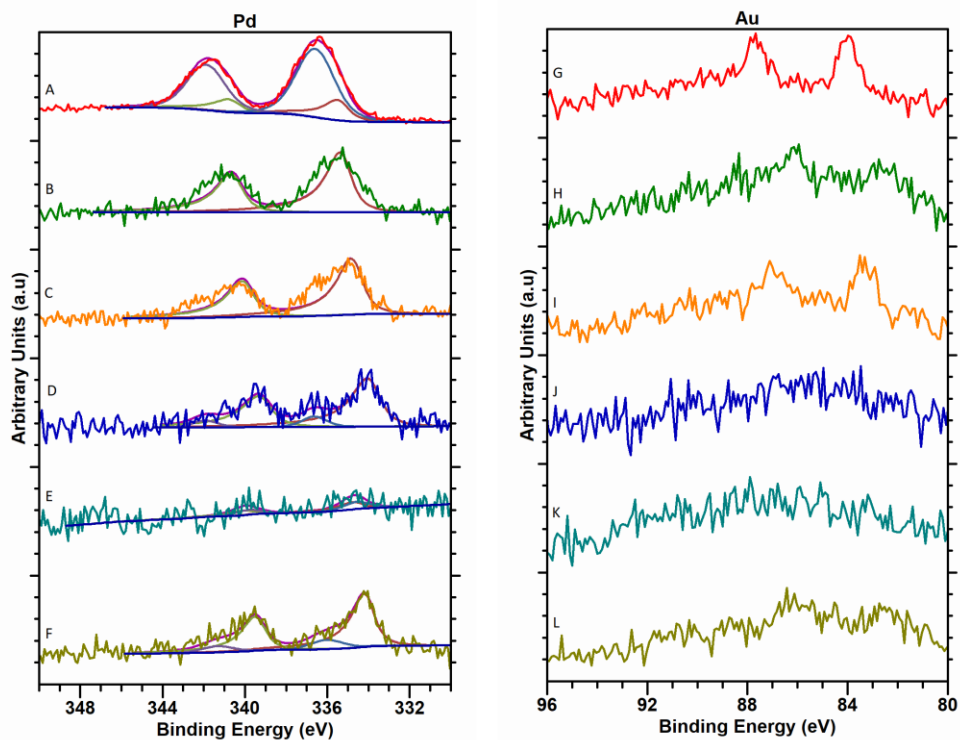 Pd
Au
Arbitrary Units (a.u)
A
B
C
D
E
F
348
344
340
336
332
Binding Energy (eV)
Arbitrary Units (a.u)
G
H
I
J
K
L
96
92
88
84
80
Binding Energy (eV)